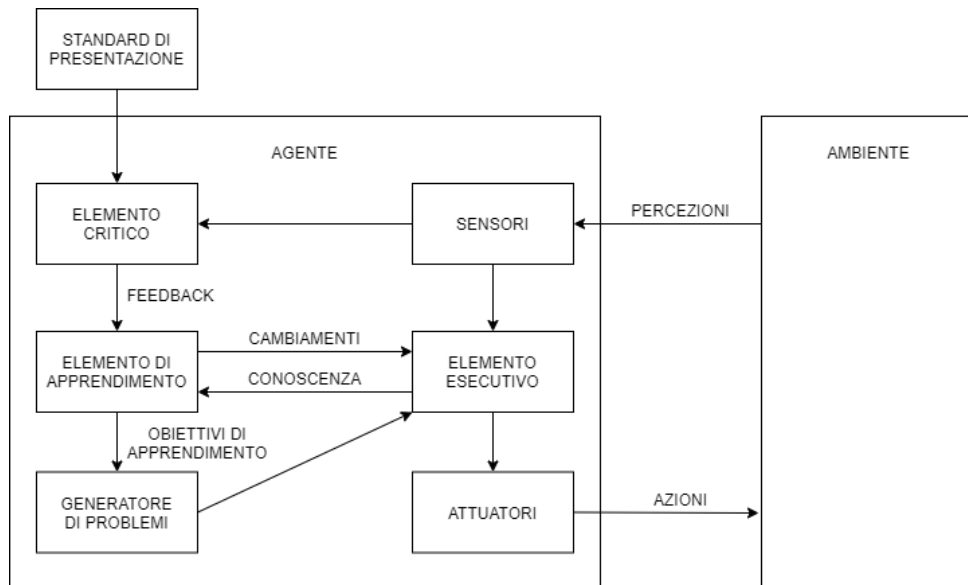 STANDARD DI
PRESENTAZIONE
AGENTE
AMBIENTE
ELEMENTO
CRITICO
SENSORI
PERCEZIONI
FEEDBACK
ELEMENTO DI
APPRENDIMENTO
CAMBIAMENTI
CONOSCENZA
ELEMENTO
ESECUTIVO
OBIETTIVI DI
APPRENDIMENTO
GENERATORE
DI PROBLEMI
ATTUATORI
AZIONI